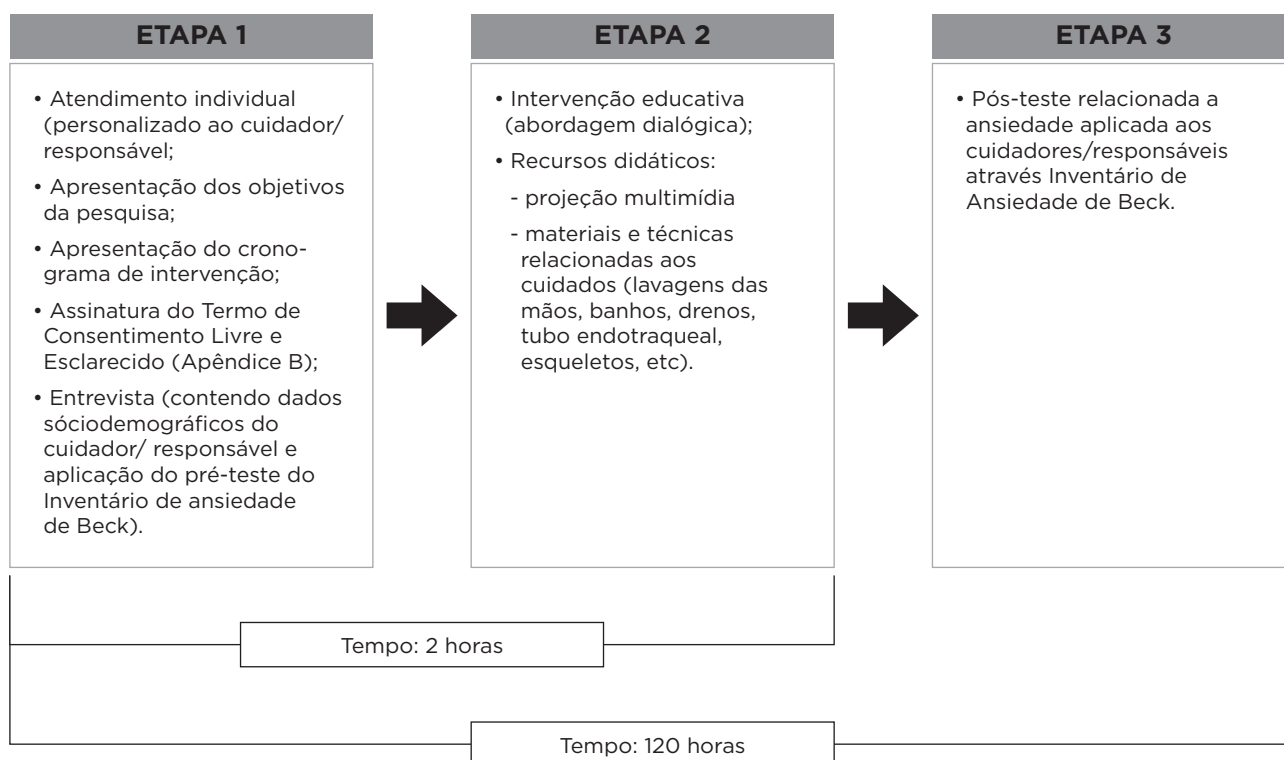 ETAPA 1
• Atendimento individual
(personalizado ao cuidador/
responsável;
• Apresentação dos objetivos
da pesquisa;
• Apresentação do crono-
grama de intervenção;
• Assinatura do Termo de
Consentimento Livre e
Esclarecido (Apêndice B);
• Entrevista (contendo dados
sóciodemográficos do
cuidador/ responsável e
aplicação do pré-teste do
Inventário de ansiedade
de Beck).
ETAPA 2
• Intervenção educativa
(abordagem dialógica);
• Recursos didáticos:
- projeção multimídia
- materiais e técnicas
relacionadas aos
cuidados (lavagens das
mãos, banhos, drenos,
tubo endotraqueal,
esqueletos, etc).
ETAPA 3
• Pós-teste relacionada a
ansiedade aplicada aos
cuidadores/responsáveis
através Inventário de
Ansiedade de Beck.
Tempo: 2 horas
Tempo: 120 horas